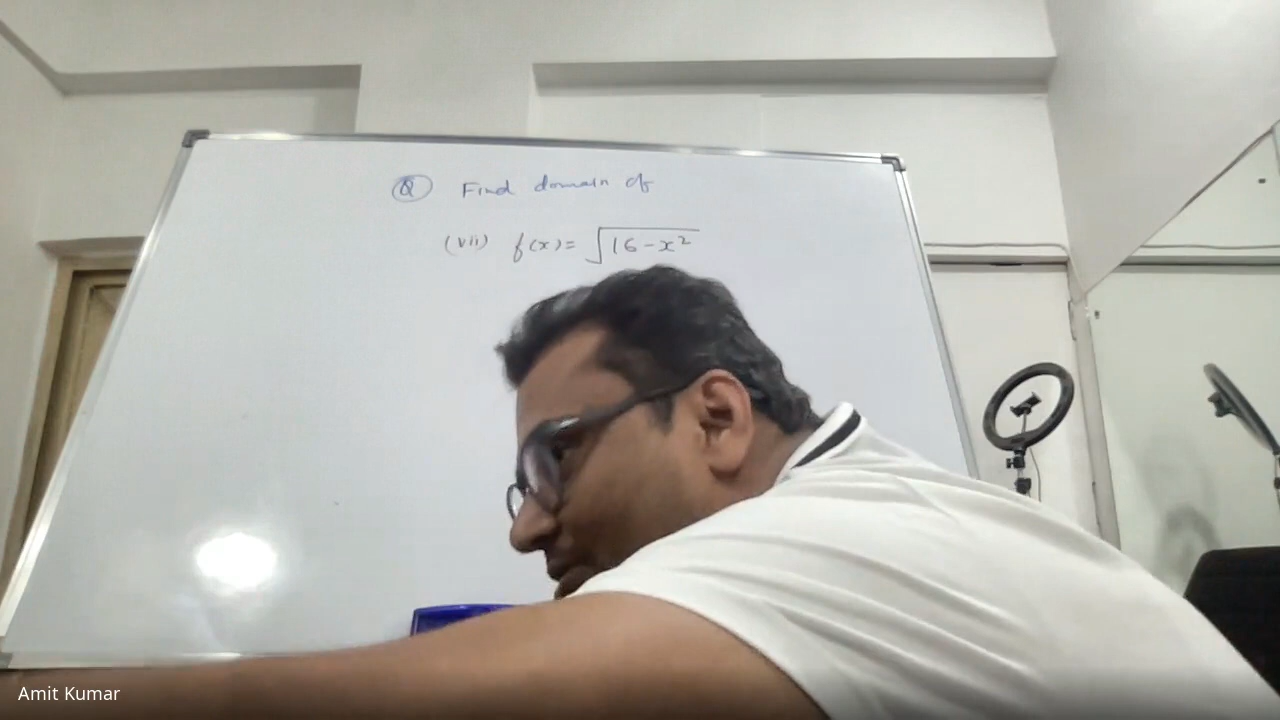 Q Find domain of
(vii) f(x) = √16-x²
Amit Kumar